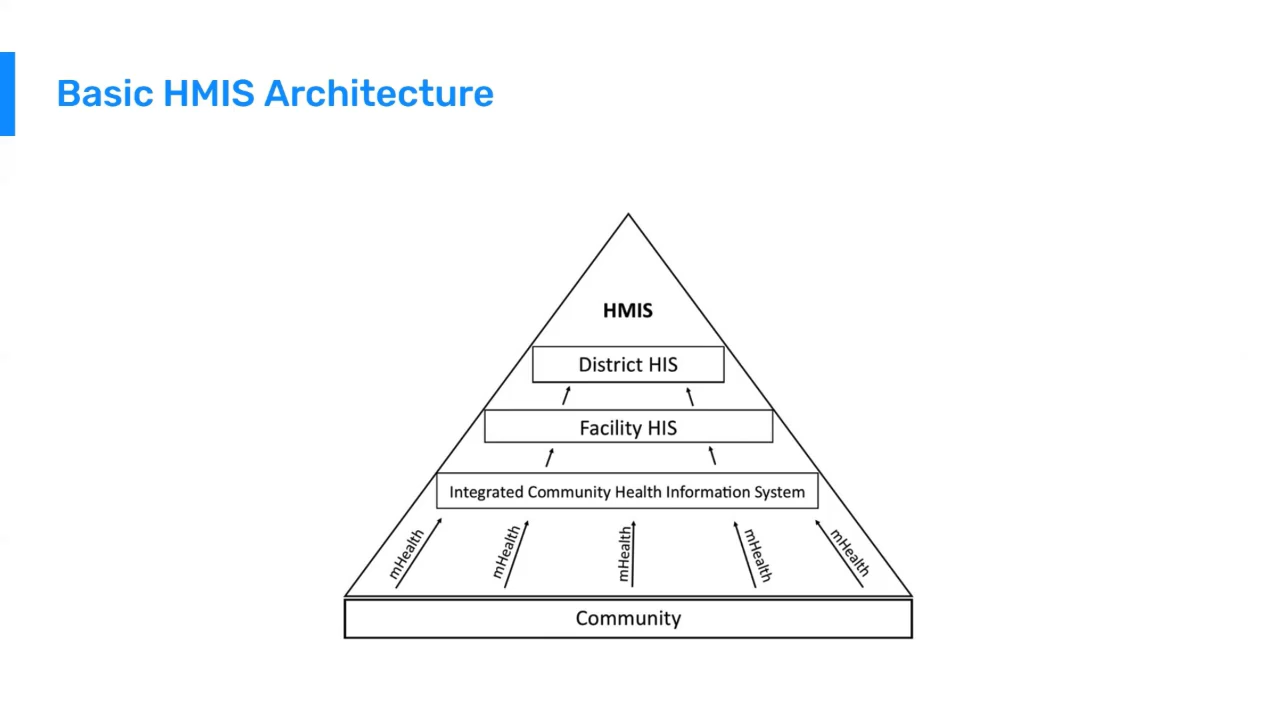 Basic HMIS Architecture
HMIS
District HIS
Facility HIS
Integrated Community Health Information System
mHealth
mHealth
mHealth
mHealth
mHealth
Community